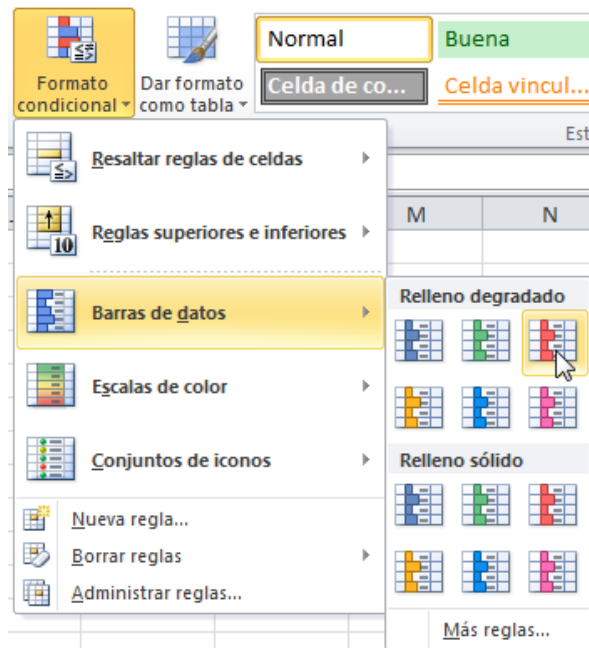 Formato
condicional
Dar formato
como tabla
Normal
Buena
Celda de co...
Celda vincul...
Est
Resaltar reglas de celdas
10
Reglas superiores e inferiores
M
N
Barras de datos
Relleno degradado
Escalas de color
Conjuntos de iconos
Relleno sólido
Nueva regla...
Borrar reglas
Administrar reglas...
Más reglas...